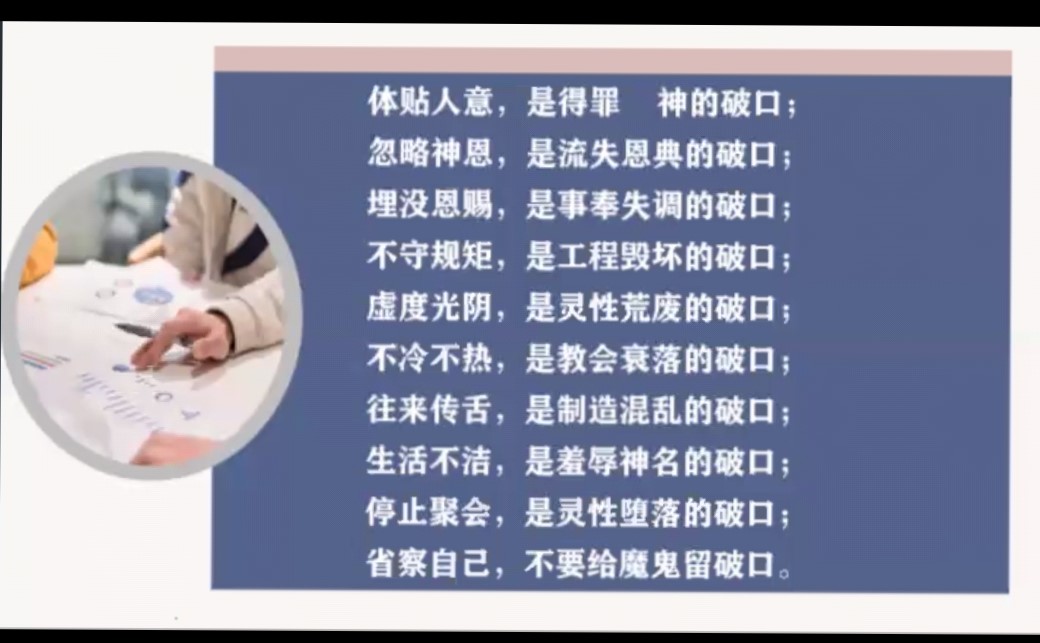 体贴人意，是得罪　神的破口；
忽略神恩，是流失恩典的破口；
埋没恩赐，是事奉失调的破口；
不守规矩，是工程毁坏的破口；
虚度光阴，是灵性荒废的破口；
不冷不热，是教会衰落的破口；
往来传舌，是制造混乱的破口；
生活不洁，是羞辱神名的破口；
停止聚会，是灵性堕落的破口；
省察自己，不要给魔鬼留破口。